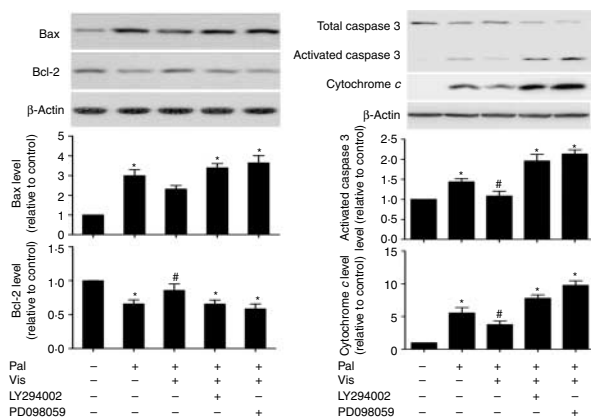 Bax
Bcl-2
β-Actin
Bax level
(relative to control)
5
4
3
2
1
0
* * *
Bcl-2 level
(relative to control)
1·5
1·0
0·5
0·0
* # * *
Pal – + + + +
Vis – – + + +
LY294002 – – – + –
PD098059 – – – – +
Total caspase 3
Activated caspase 3
Cytochrome c
β-Actin
Activated caspase 3
level (relative to control)
2·5
2·0
1·5
1·0
0·5
0·0
* # * *
Cytochrome c level
(relative to control)
15
10
5
0
* # * *
Pal – + + + +
Vis – – + + +
LY294002 – – – + –
PD098059 – – – – +